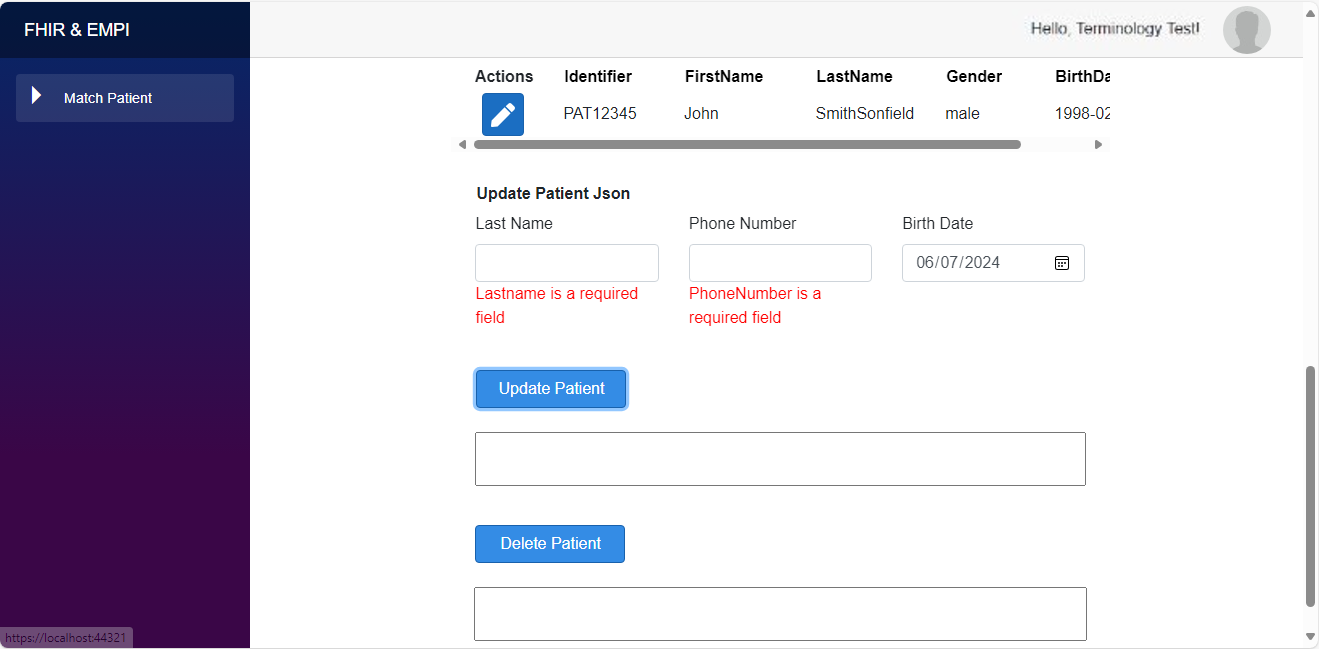 FHIR & EMPI
Hello, Terminology Test!
Match Patient
Actions Identifier FirstName LastName Gender BirthDa
PAT12345 John SmithSonfield male 1998-02
Update Patient Json
Last Name Phone Number Birth Date
06/07/2024
Lastname is a required
field
PhoneNumber is a
required field
Update Patient
Delete Patient
https://localhost:44321